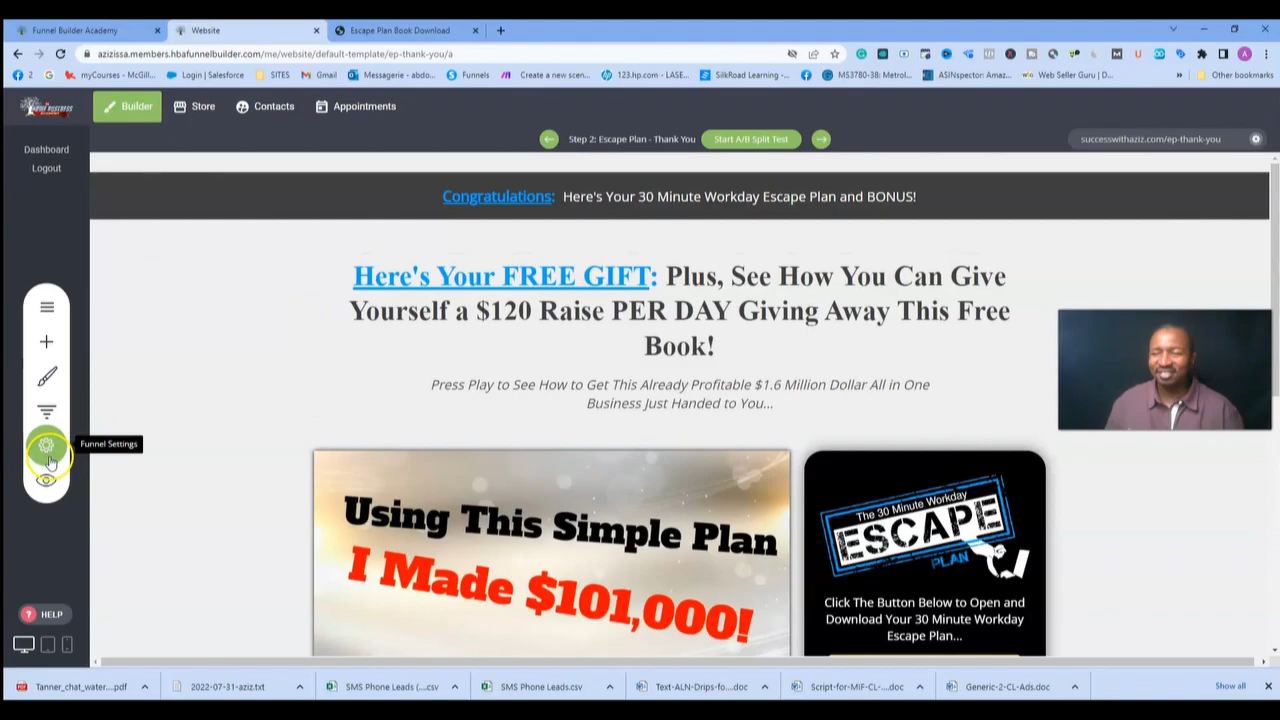 Funnel Builder Academy
Website
Escape Plan Book Download
azizissa.members.hbafunnelbuilder.com/me/website/default-template/ep-thank-you/a
2
myCourses - McGill...
Login | Salesforce
SITES
Gmail
Messagerie - abdo...
Funnels
Create a new scen...
123.hp.com - LASE...
SilkRoad Learning -...
MS3780-38: Metrol...
ASINspector: Amaz...
Web Seller Guru | D...
Other bookmarks
Builder
Store
Contacts
Appointments
Dashboard
Logout
Step 2: Escape Plan - Thank You
Start A/B Split Test
successwithaziz.com/ep-thank-you
Congratulations: Here's Your 30 Minute Workday Escape Plan and BONUS!
Here's Your FREE GIFT: Plus, See How You Can Give
Yourself a $120 Raise PER DAY Giving Away This Free
Book!
Press Play to See How to Get This Already Profitable $1.6 Million Dollar All in One
Business Just Handed to You...
Funnel Settings
Using This Simple Plan
I Made $101,000!
The 30 Minute Workday
ESCAPE
PLAN
Click The Button Below to Open and
Download Your 30 Minute Workday
Escape Plan...
? HELP
Tanner_chat_water....pdf
2022-07-31-aziz.txt
SMS Phone Leads (....csv
SMS Phone Leads.csv
Text-ALN-Drips-fo....doc
Script-for-MIF-CL-....doc
Generic-2-CL-Ads.doc
Show all